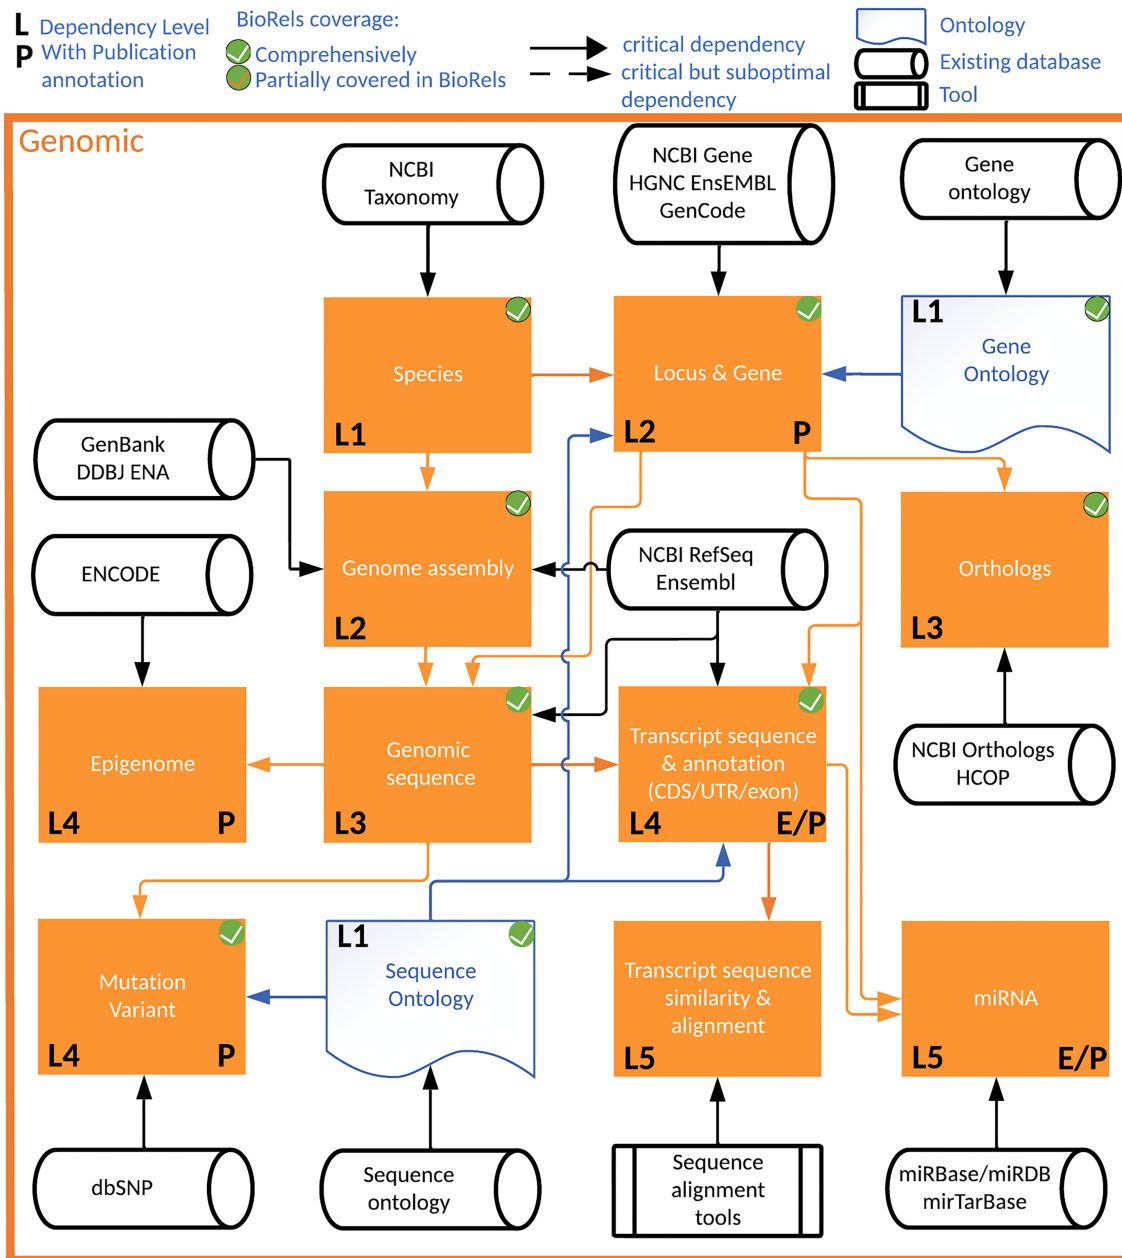 L Dependency Level
P With Publication
annotation
BioRels coverage:
Comprehensively
Partially covered in BioRels
critical dependency
critical but suboptimal
dependency
Ontology
Existing database
Tool
Genomic
NCBI
Taxonomy
NCBI Gene
HGNC EnsEMBL
GenCode
Gene
ontology
Species
L1
Locus & Gene
L2 P
L1
Gene
Ontology
GenBank
DDBJ ENA
Genome assembly
L2
NCBI RefSeq
Ensembl
Orthologs
L3
ENCODE
Epigenome
L4 P
Genomic
sequence
L3
Transcript sequence
& annotation
(CDS/UTR/exon)
L4 E/P
NCBI Orthologs
HCOP
Mutation
Variant
L4 P
L1
Sequence
Ontology
Transcript sequence
similarity &
alignment
L5
miRNA
L5 E/P
dbSNP
Sequence
ontology
Sequence
alignment
tools
miRBase/miRDB
mirTarBase